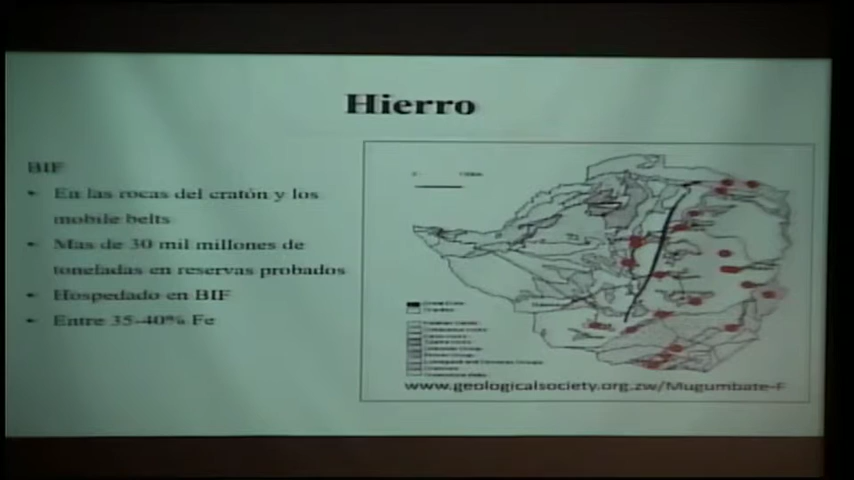 Hierro
BIF
• En las rocas del cratón y los
mobile belts
• Mas de 30 mil millones de
toneladas en reservas probados
• Hospedado en BIF
• Entre 35-40% Fe
www.geologicalsociety.org.zw/Mugumbate-F